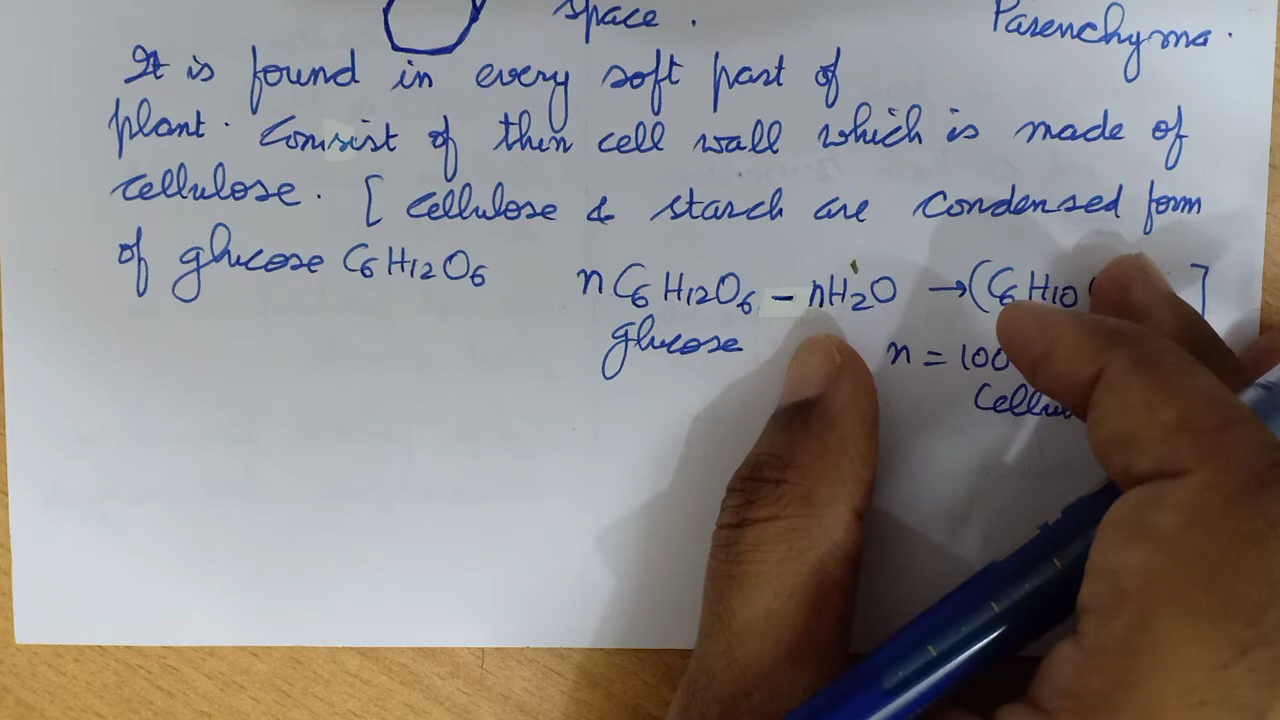 space. Parenchyma.
It is found in every soft part of
plant. Consist of thin cell wall which is made of
cellulose. [ cellulose & starch are condensed form
of glucose C6H12O6 nC6H12O6 - nH2O →(C6H10 ]
glucose n = 100